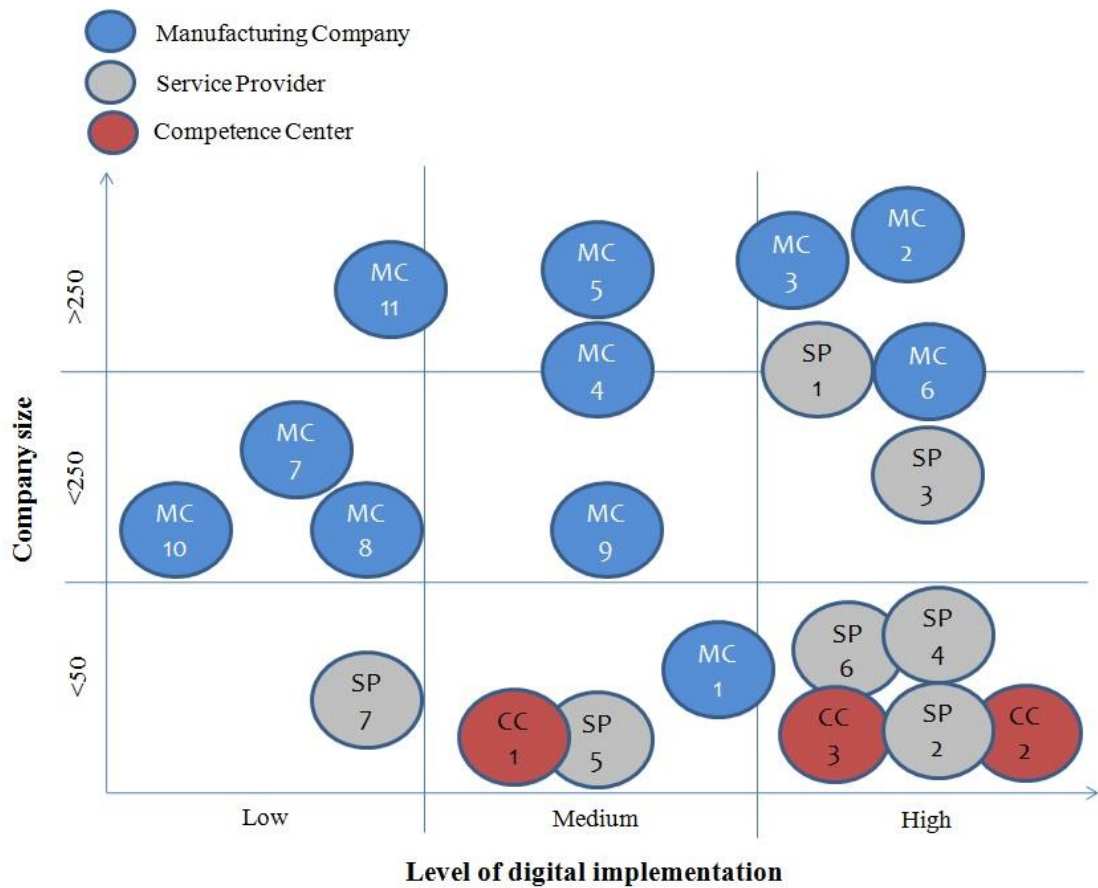 Manufacturing Company
Service Provider
Competence Center
MC
2
MC
3
MC
5
MC
11
>250
SP
1
MC
6
MC
4
MC
7
SP
3
<250
MC
10
MC
8
MC
9
Company size
SP
4
SP
6
MC
1
<50
SP
7
CC
1
SP
5
CC
3
SP
2
CC
2
Low
Medium
High
Level of digital implementation